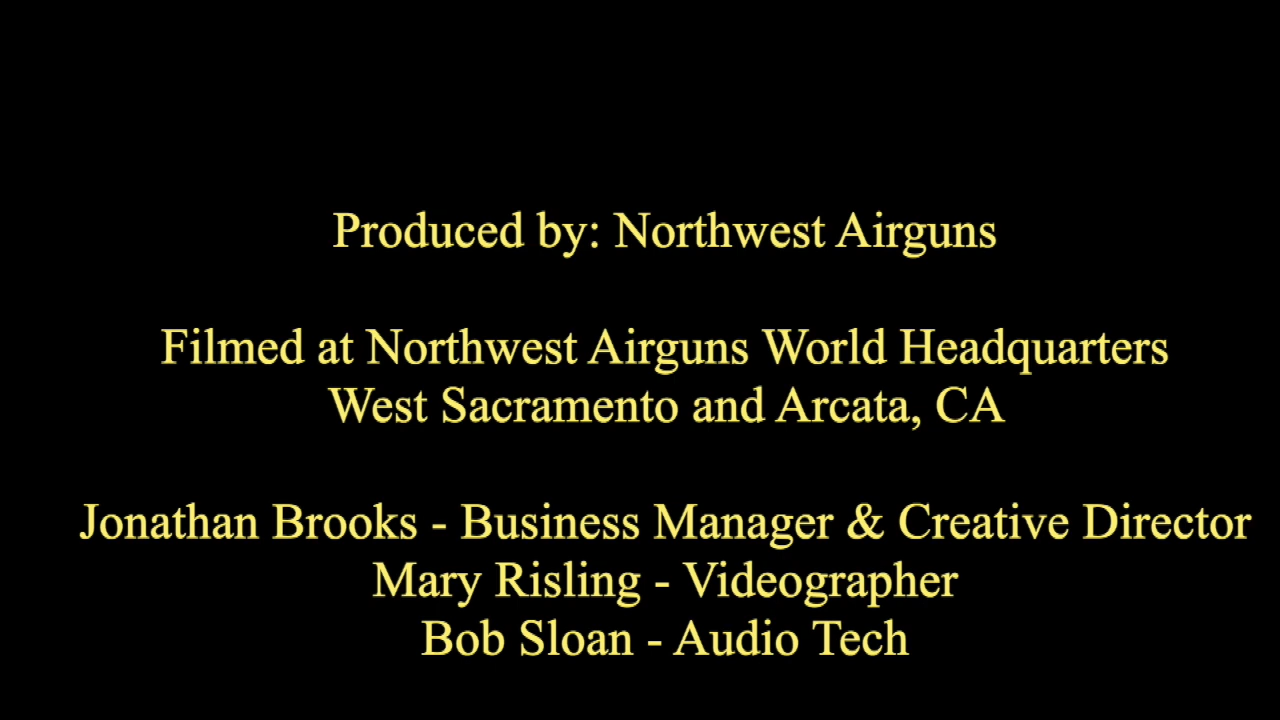 Produced by: Northwest Airguns
Filmed at Northwest Airguns World Headquarters
West Sacramento and Arcata, CA
Jonathan Brooks - Business Manager & Creative Director
Mary Risling - Videographer
Bob Sloan - Audio Tech